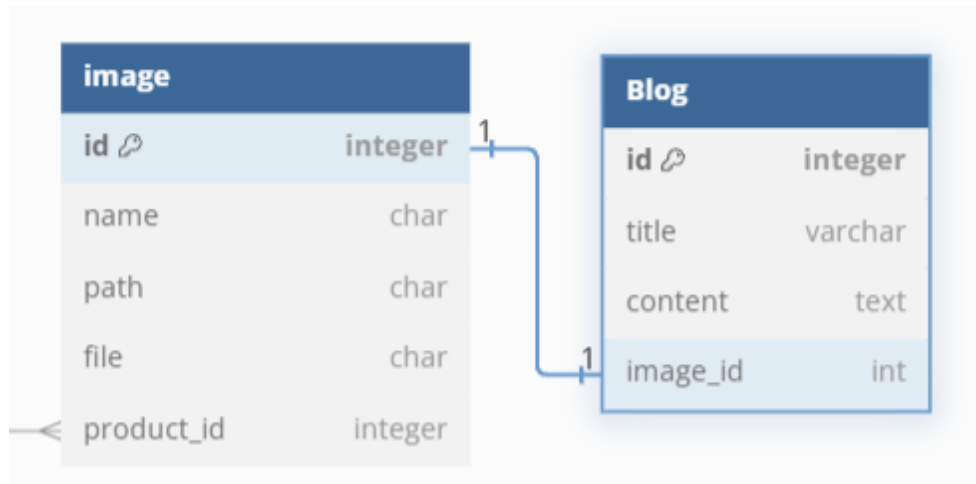 image
id integer
name char
path char
file char
product_id integer
1
1
Blog
id integer
title varchar
content text
image_id int